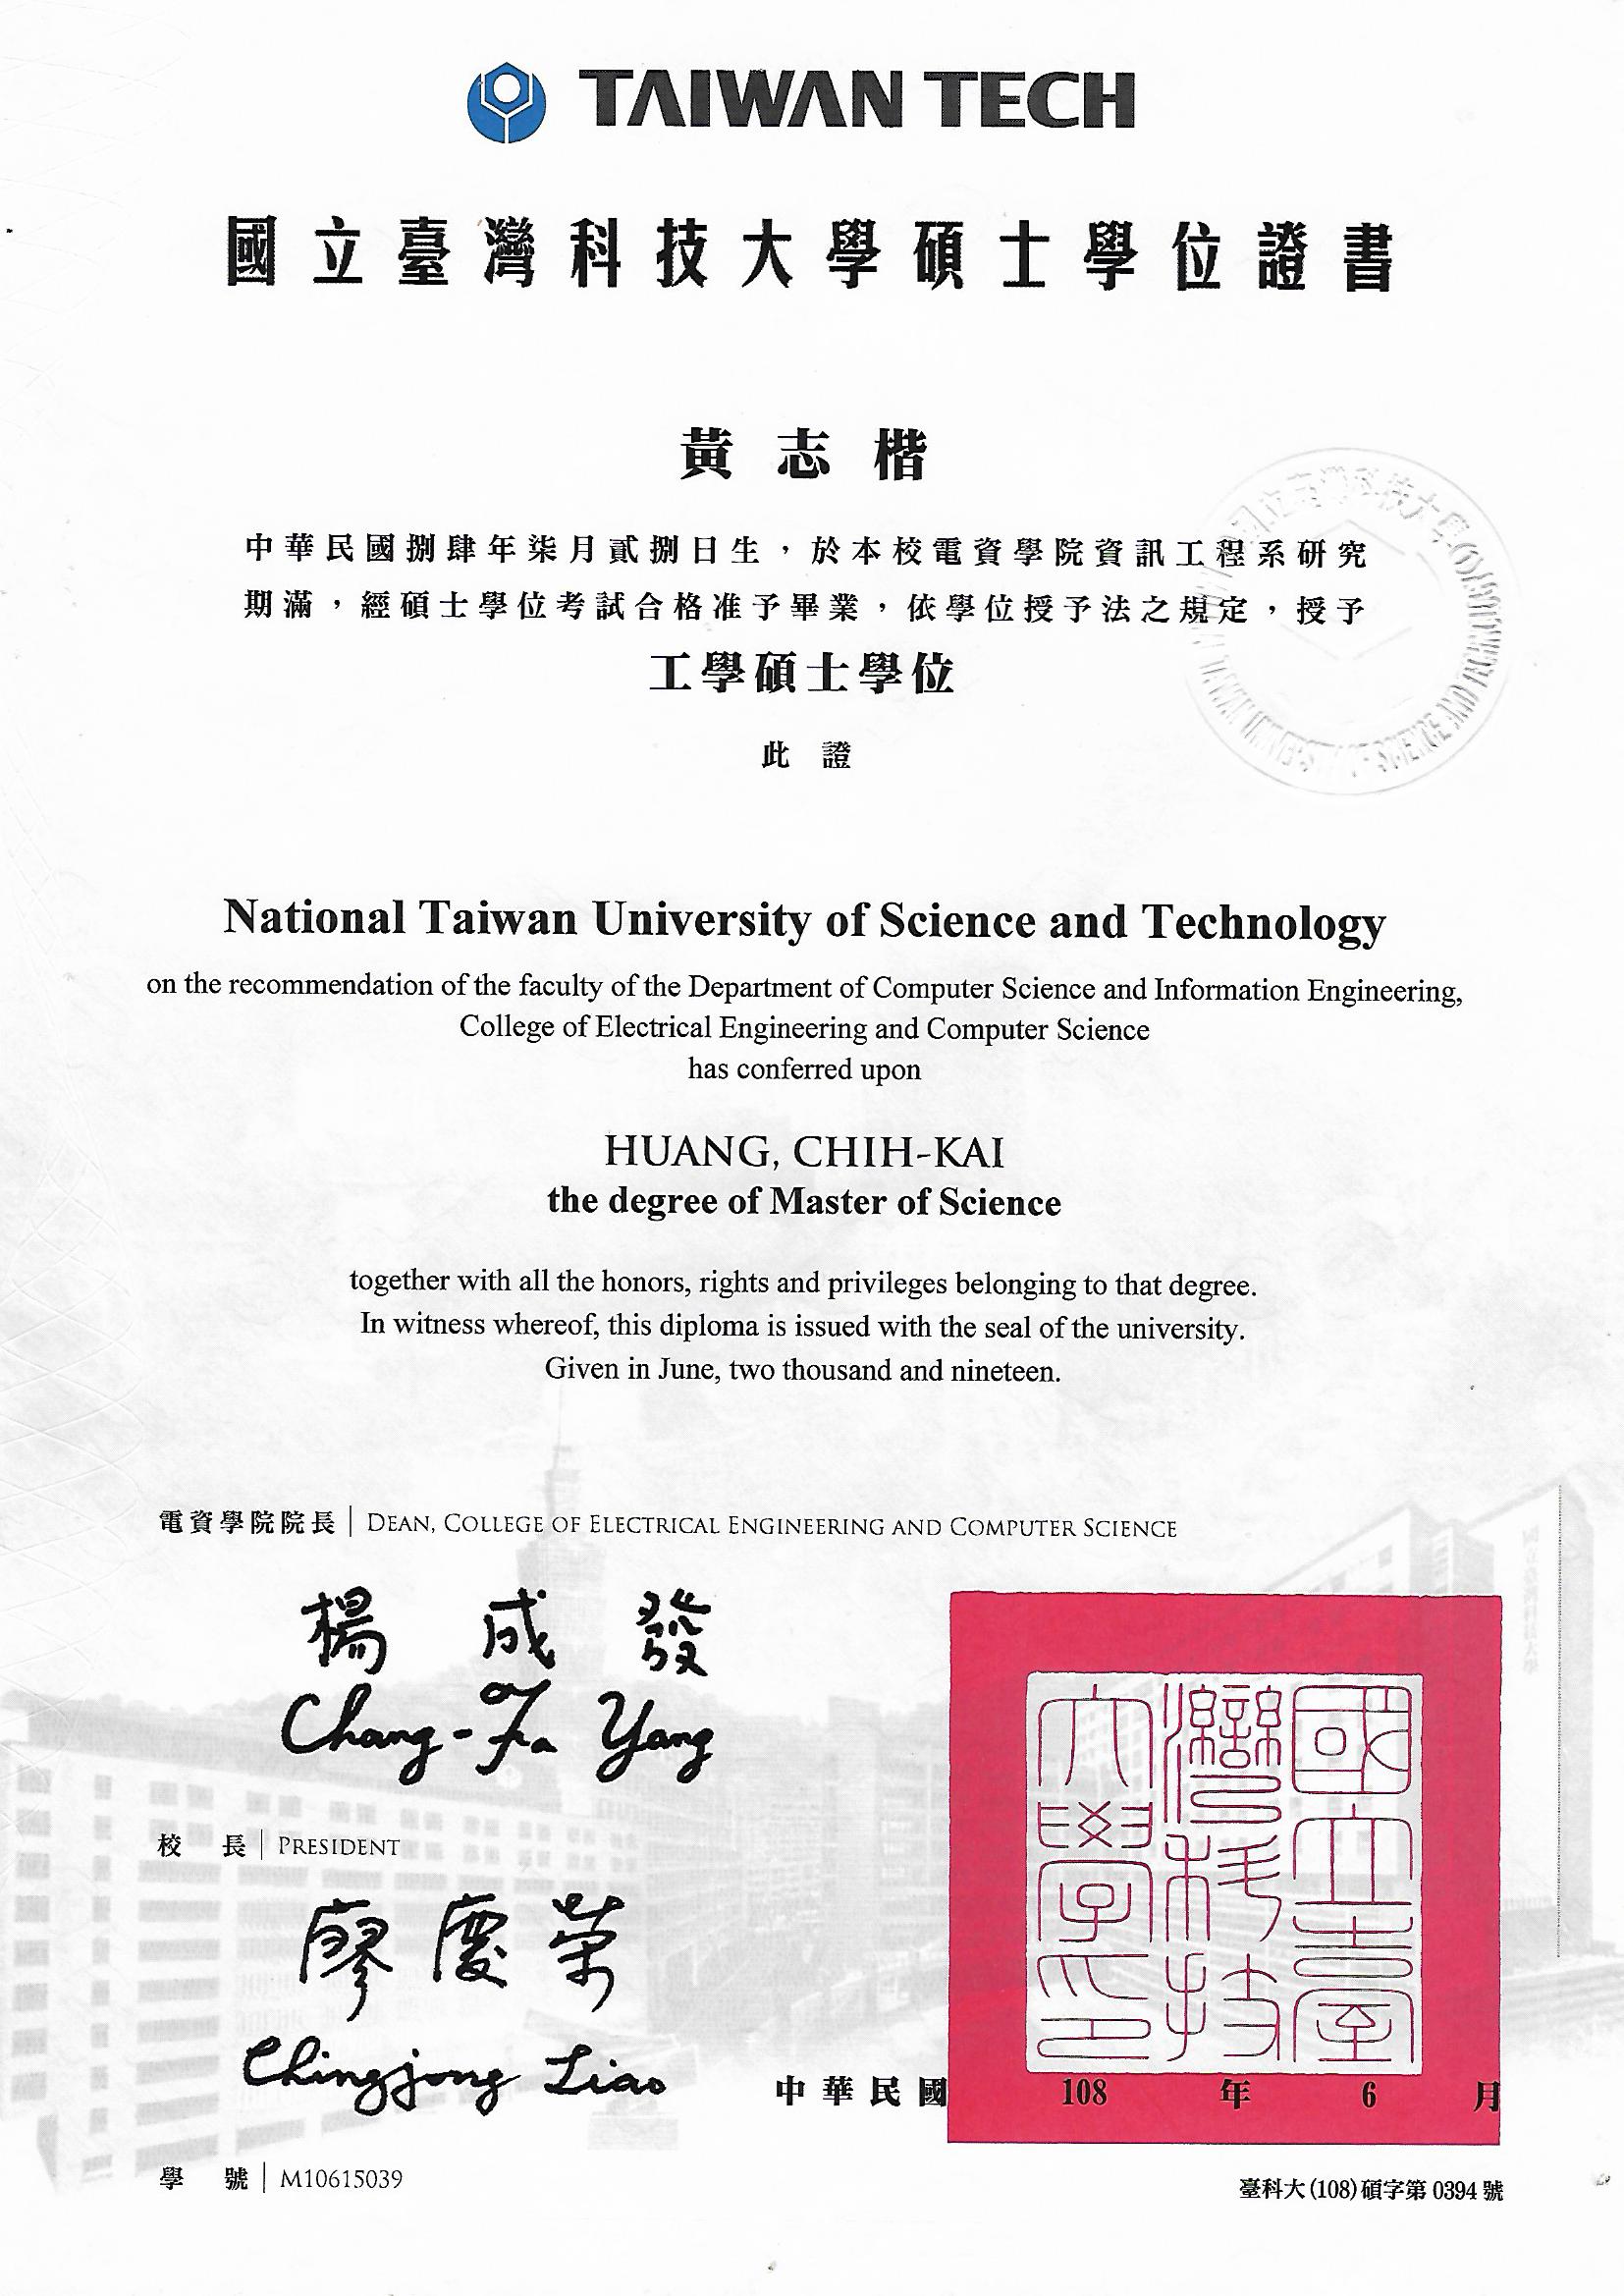 TAIWAN TECH
國立臺灣科技大學碩士學位證書
黃志楷
中華民國捌肆年柒月貳捌日生，於本校電資學院資訊工程系研究
期滿，經碩士學位考試合格准予畢業，依學位授予法之規定，授予
工學碩士學位
此證
National Taiwan University of Science and Technology
on the recommendation of the faculty of the Department of Computer Science and Information Engineering,
College of Electrical Engineering and Computer Science
has conferred upon
HUANG, CHIH-KAI
the degree of Master of Science
together with all the honors, rights and privileges belonging to that degree.
In witness whereof, this diploma is issued with the seal of the university.
Given in June, two thousand and nineteen.
電資學院院長 | DEAN, COLLEGE OF ELECTRICAL ENGINEERING AND COMPUTER SCIENCE
楊成發
Chang-Fa Yang
校長 | PRESIDENT
廖慶榮
Chingjong Liao
國立臺
灣科技
大學印
中華民國 108 年 6 月
學號 | M10615039
臺科大(108)碩字第 0394 號